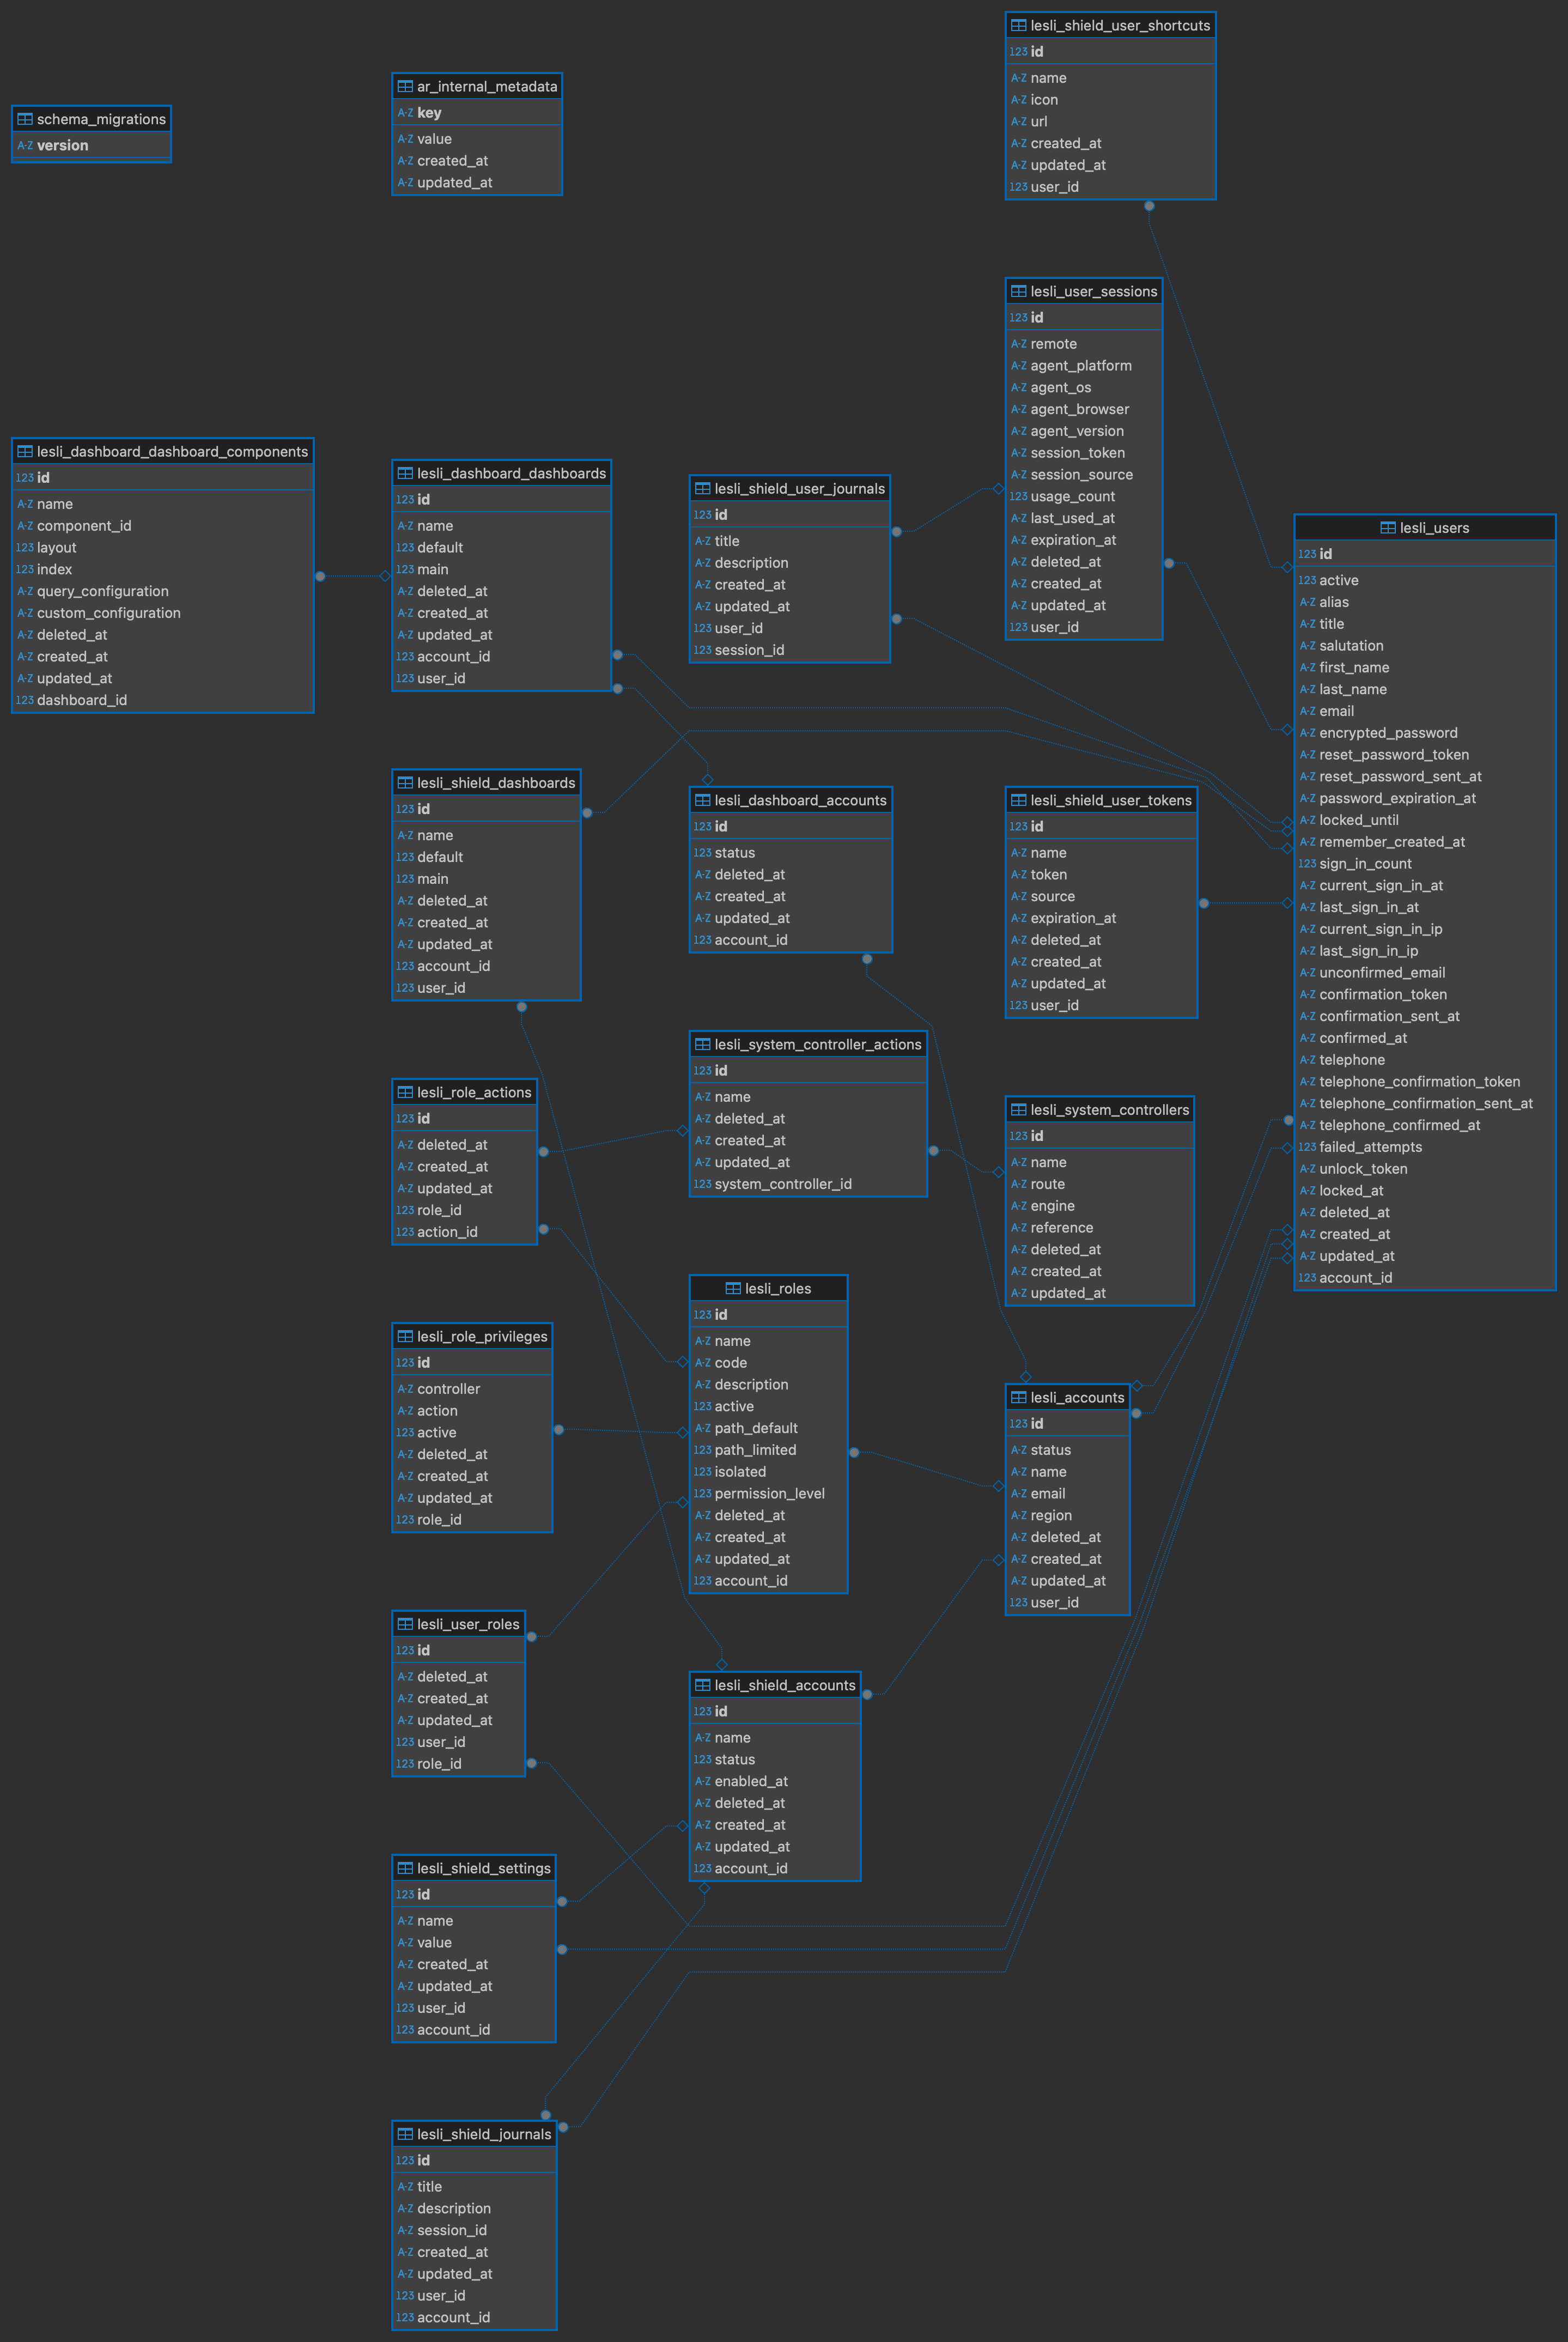 schema_migrations
A-Z version
ar_internal_metadata
A-Z key
A-Z value
A-Z created_at
A-Z updated_at
lesli_shield_user_shortcuts
123 id
A-Z name
A-Z icon
A-Z url
A-Z created_at
A-Z updated_at
123 user_id
lesli_user_sessions
123 id
A-Z remote
A-Z agent_platform
A-Z agent_os
A-Z agent_browser
A-Z agent_version
A-Z session_token
A-Z session_source
123 usage_count
A-Z last_used_at
A-Z expiration_at
A-Z deleted_at
A-Z created_at
A-Z updated_at
123 user_id
lesli_dashboard_dashboard_components
123 id
A-Z name
A-Z component_id
123 layout
123 index
A-Z query_configuration
A-Z custom_configuration
A-Z deleted_at
A-Z created_at
A-Z updated_at
123 dashboard_id
lesli_dashboard_dashboards
123 id
A-Z name
123 default
123 main
A-Z deleted_at
A-Z created_at
A-Z updated_at
123 account_id
123 user_id
lesli_shield_user_journals
123 id
A-Z title
A-Z description
A-Z created_at
A-Z updated_at
123 user_id
123 session_id
lesli_users
123 id
123 active
A-Z alias
A-Z title
A-Z salutation
A-Z first_name
A-Z last_name
A-Z email
A-Z encrypted_password
A-Z reset_password_token
A-Z reset_password_sent_at
A-Z password_expiration_at
A-Z locked_until
A-Z remember_created_at
123 sign_in_count
A-Z current_sign_in_at
A-Z last_sign_in_at
A-Z current_sign_in_ip
A-Z last_sign_in_ip
A-Z unconfirmed_email
A-Z confirmation_token
A-Z confirmation_sent_at
A-Z confirmed_at
A-Z telephone
A-Z telephone_confirmation_token
A-Z telephone_confirmation_sent_at
A-Z telephone_confirmed_at
123 failed_attempts
A-Z unlock_token
A-Z locked_at
A-Z deleted_at
A-Z created_at
A-Z updated_at
123 account_id
lesli_shield_dashboards
123 id
A-Z name
123 default
123 main
A-Z deleted_at
A-Z created_at
A-Z updated_at
123 account_id
123 user_id
lesli_dashboard_accounts
123 id
123 status
A-Z deleted_at
A-Z created_at
A-Z updated_at
123 account_id
lesli_shield_user_tokens
123 id
A-Z name
A-Z token
A-Z source
A-Z expiration_at
A-Z deleted_at
A-Z created_at
A-Z updated_at
123 user_id
lesli_role_actions
123 id
A-Z deleted_at
A-Z created_at
A-Z updated_at
123 role_id
123 action_id
lesli_system_controller_actions
123 id
A-Z name
A-Z deleted_at
A-Z created_at
A-Z updated_at
123 system_controller_id
lesli_system_controllers
123 id
A-Z name
A-Z route
A-Z engine
A-Z reference
A-Z deleted_at
A-Z created_at
A-Z updated_at
lesli_role_privileges
123 id
A-Z controller
A-Z action
123 active
A-Z deleted_at
A-Z created_at
A-Z updated_at
123 role_id
lesli_roles
123 id
A-Z name
A-Z code
A-Z description
123 active
A-Z path_default
123 path_limited
123 isolated
123 permission_level
A-Z deleted_at
A-Z created_at
A-Z updated_at
123 account_id
lesli_accounts
123 id
A-Z status
A-Z name
A-Z email
A-Z region
A-Z deleted_at
A-Z created_at
A-Z updated_at
123 user_id
lesli_user_roles
123 id
A-Z deleted_at
A-Z created_at
A-Z updated_at
123 user_id
123 role_id
lesli_shield_accounts
123 id
A-Z name
123 status
A-Z enabled_at
A-Z deleted_at
A-Z created_at
A-Z updated_at
123 account_id
lesli_shield_settings
123 id
A-Z name
A-Z value
A-Z created_at
A-Z updated_at
123 user_id
123 account_id
lesli_shield_journals
123 id
A-Z title
A-Z description
A-Z session_id
A-Z created_at
A-Z updated_at
123 user_id
123 account_id